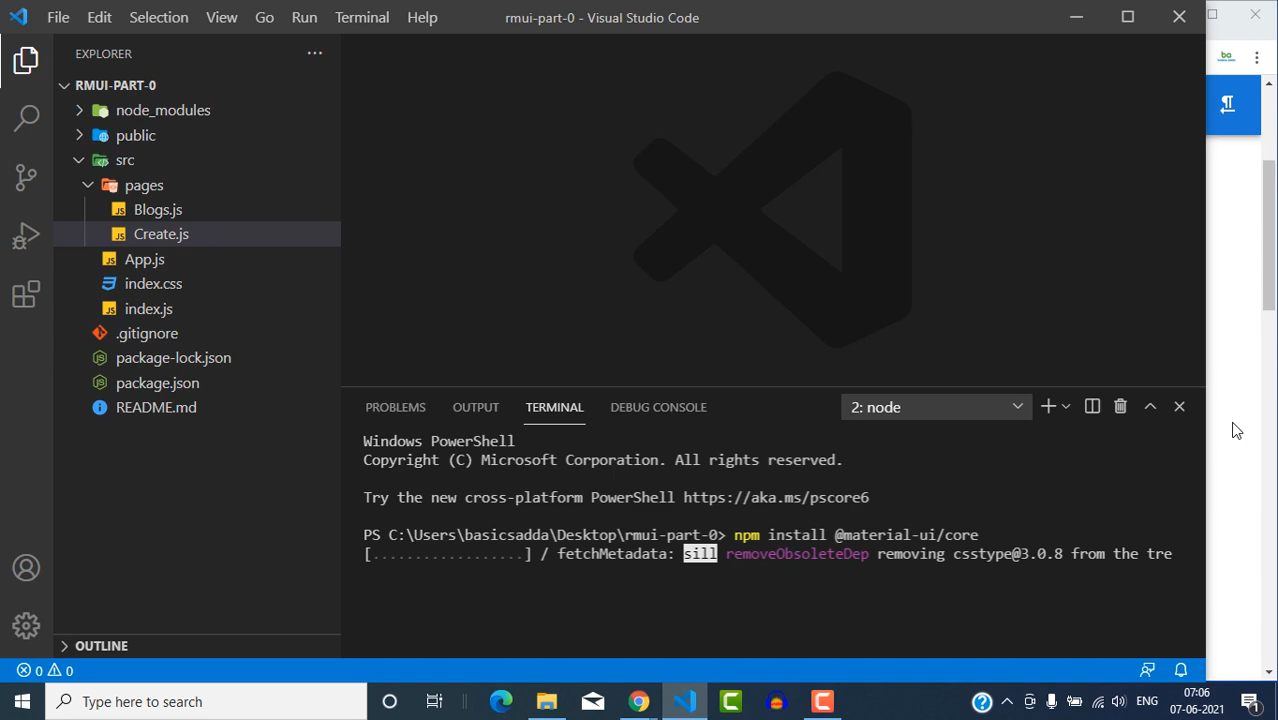 File Edit Selection View Go Run Terminal Help
rmui-part-0 - Visual Studio Code
EXPLORER
RMUI-PART-0
node_modules
public
src
pages
Blogs.js
Create.js
App.js
index.css
index.js
.gitignore
package-lock.json
package.json
README.md
OUTLINE
PROBLEMS OUTPUT TERMINAL DEBUG CONSOLE
2: node
Windows PowerShell
Copyright (C) Microsoft Corporation. All rights reserved.
Try the new cross-platform PowerShell https://aka.ms/pscore6
PS C:\Users\basicsadda\Desktop\rmui-part-0> npm install @material-ui/core
[..................] / fetchMetadata: sill removeObsoleteDep removing csstype@3.0.8 from the tre
0 0
Type here to search
ENG
07:06
07-06-2021
1
ba